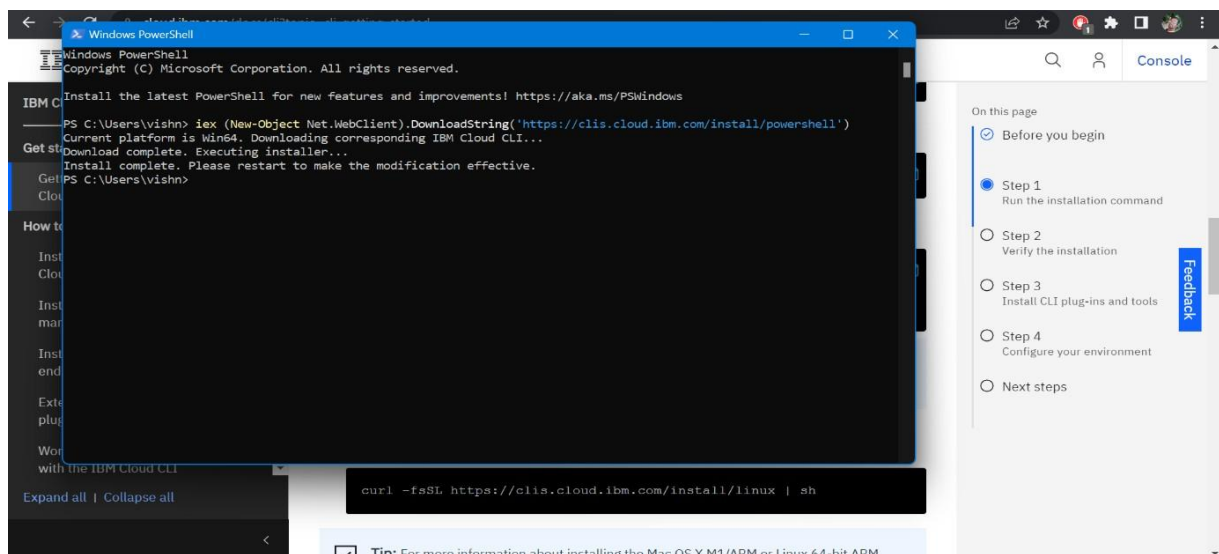 Windows PowerShell
Windows PowerShell
Copyright (C) Microsoft Corporation. All rights reserved.
Install the latest PowerShell for new features and improvements! https://aka.ms/PSWindows
PS C:\Users\vishn> iex (New-Object Net.WebClient).DownloadString('https://clis.cloud.ibm.com/install/powershell')
Current platform is Win64. Downloading corresponding IBM Cloud CLI...
Download complete. Executing installer...
Install complete. Please restart to make the modification effective.
PS C:\Users\vishn>
IBM
Get
How to
with the IBM Cloud CLI
Expand all | Collapse all
curl -fsSL https://clis.cloud.ibm.com/install/linux | sh
Tip: For more information about installing the Mac OS X M1/ARM or Linux 64-bit ARM
Console
On this page
Before you begin
Step 1
Run the installation command
Step 2
Verify the installation
Step 3
Install CLI plug-ins and tools
Step 4
Configure your environment
Next steps
Feedback